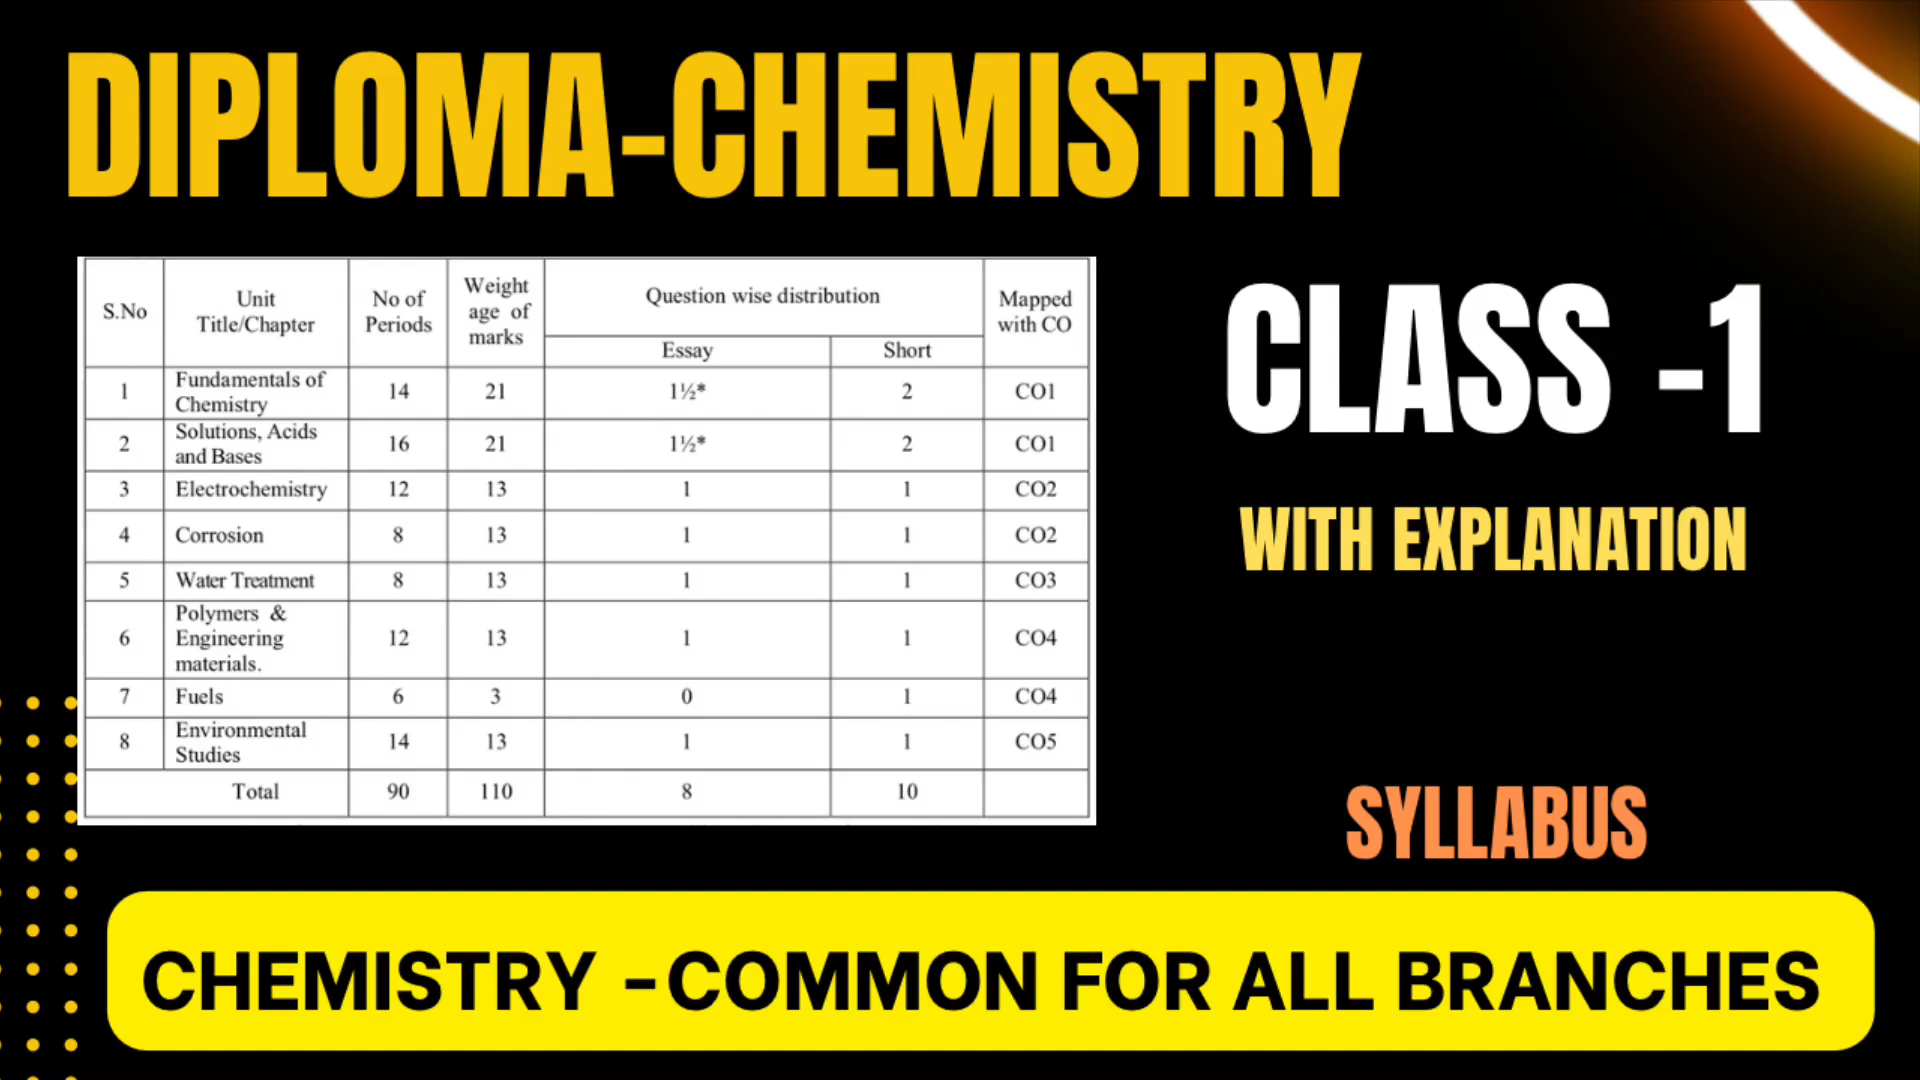 DIPLOMA-CHEMISTRY
S.No Unit Title/Chapter No of Periods Weight age of marks Question wise distribution Mapped with CO
Essay Short
1 Fundamentals of Chemistry 14 21 1½* 2 CO1
2 Solutions, Acids and Bases 16 21 1½* 2 CO1
3 Electrochemistry 12 13 1 1 CO2
4 Corrosion 8 13 1 1 CO2
5 Water Treatment 8 13 1 1 CO3
6 Polymers & Engineering materials. 12 13 1 1 CO4
7 Fuels 6 3 0 1 CO4
8 Environmental Studies 14 13 1 1 CO5
Total 90 110 8 10
CLASS -1
WITH EXPLANATION
SYLLABUS
CHEMISTRY -COMMON FOR ALL BRANCHES